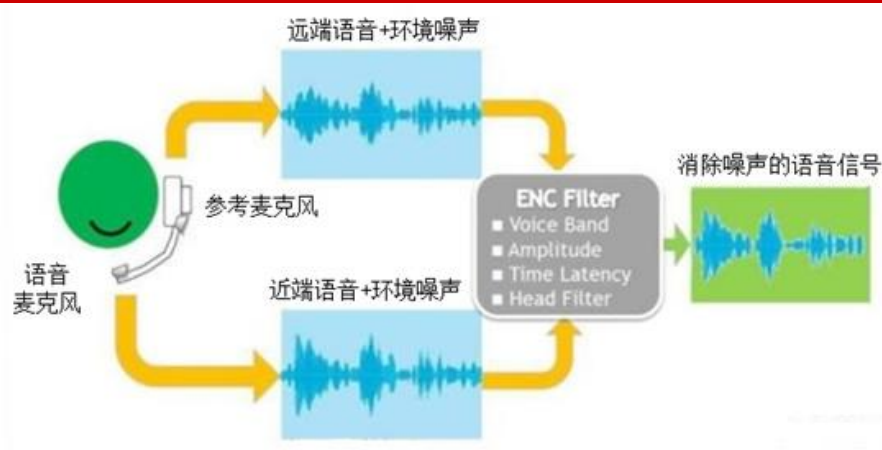 远端语音+环境噪声
消除噪声的语音信号
ENC Filter
■ Voice Band
■ Amplitude
■ Time Latency
■ Head Filter
参考麦克风
语音
麦克风
近端语音+环境噪声